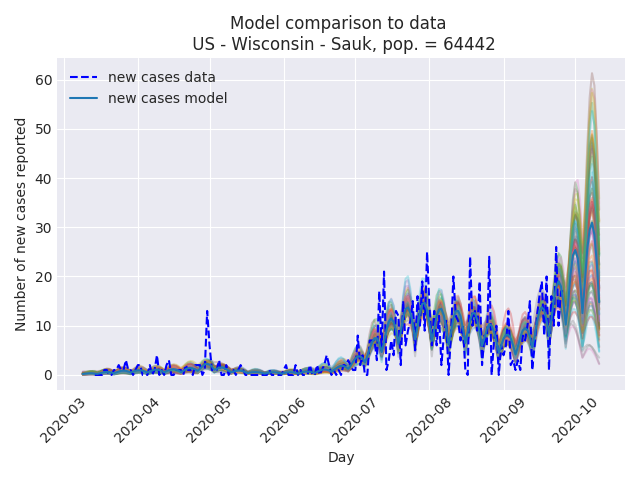 Model comparison to data
US - Wisconsin - Sauk, pop. = 64442
new cases data
new cases model
Number of new cases reported
60
50
40
30
20
10
0
2020-03
2020-04
2020-05
2020-06
2020-07
2020-08
2020-09
2020-10
Day